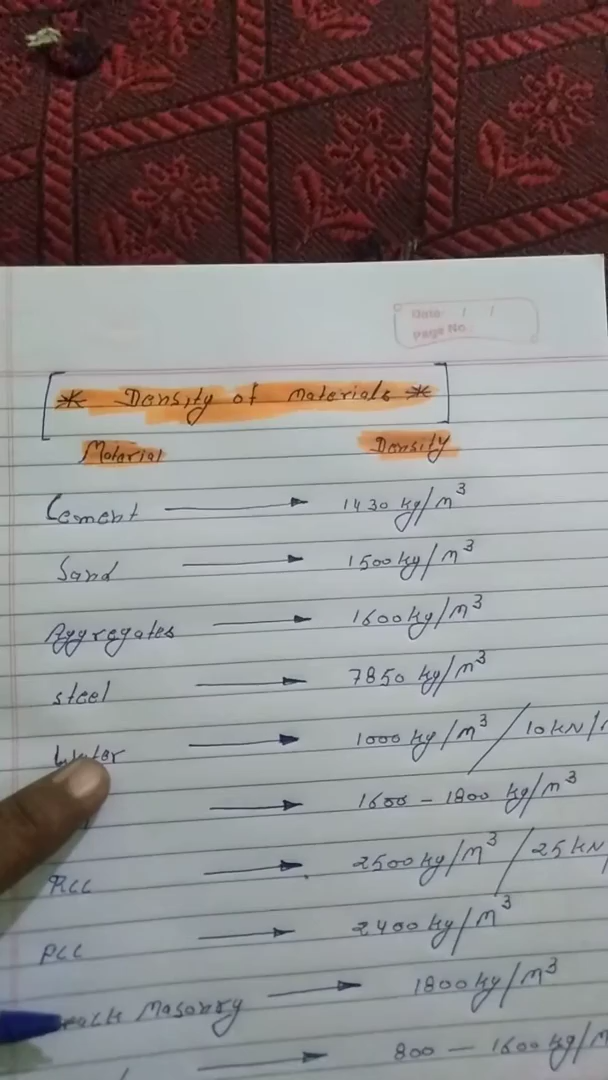 Date / /
Page No.
* Density of materials *
Material Density
Cement → 1430 kg/m³
Sand → 1500 kg/m³
Aggregates → 1600 kg/m³
steel → 7850 kg/m³
Water → 1000 kg/m³ / 10 kN/
→ 1600 - 1800 kg/m³
RCC → 2500 kg/m³ / 25 kN
PCC → 2400 kg/m³
Masonry → 1800 kg/m³
→ 800 - 1600 kg/m